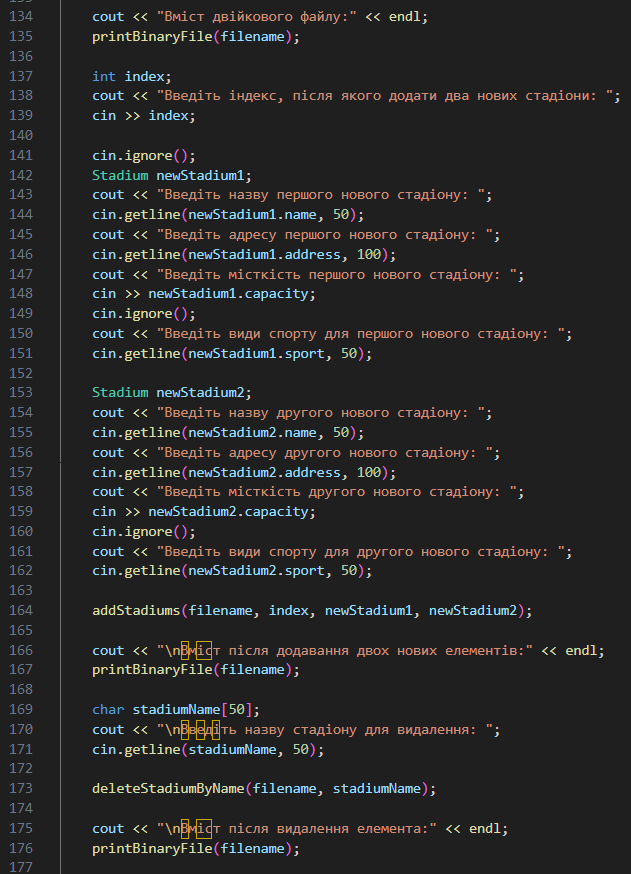 134 cout << "Вміст двійкового файлу:" << endl;
135 printBinaryFile(filename);
136
137 int index;
138 cout << "Введіть індекс, після якого додати два нових стадіони: ";
139 cin >> index;
140
141 cin.ignore();
142 Stadium newStadium1;
143 cout << "Введіть назву першого нового стадіону: ";
144 cin.getline(newStadium1.name, 50);
145 cout << "Введіть адресу першого нового стадіону: ";
146 cin.getline(newStadium1.address, 100);
147 cout << "Введіть місткість першого нового стадіону: ";
148 cin >> newStadium1.capacity;
149 cin.ignore();
150 cout << "Введіть види спорту для першого нового стадіону: ";
151 cin.getline(newStadium1.sport, 50);
152
153 Stadium newStadium2;
154 cout << "Введіть назву другого нового стадіону: ";
155 cin.getline(newStadium2.name, 50);
156 cout << "Введіть адресу другого нового стадіону: ";
157 cin.getline(newStadium2.address, 100);
158 cout << "Введіть місткість другого нового стадіону: ";
159 cin >> newStadium2.capacity;
160 cin.ignore();
161 cout << "Введіть види спорту для другого нового стадіону: ";
162 cin.getline(newStadium2.sport, 50);
163
164 addStadiums(filename, index, newStadium1, newStadium2);
165
166 cout << "\nВміст після додавання двох нових елементів:" << endl;
167 printBinaryFile(filename);
168
169 char stadiumName[50];
170 cout << "\nВведіть назву стадіону для видалення: ";
171 cin.getline(stadiumName, 50);
172
173 deleteStadiumByName(filename, stadiumName);
174
175 cout << "\nВміст після видалення елемента:" << endl;
176 printBinaryFile(filename);
177